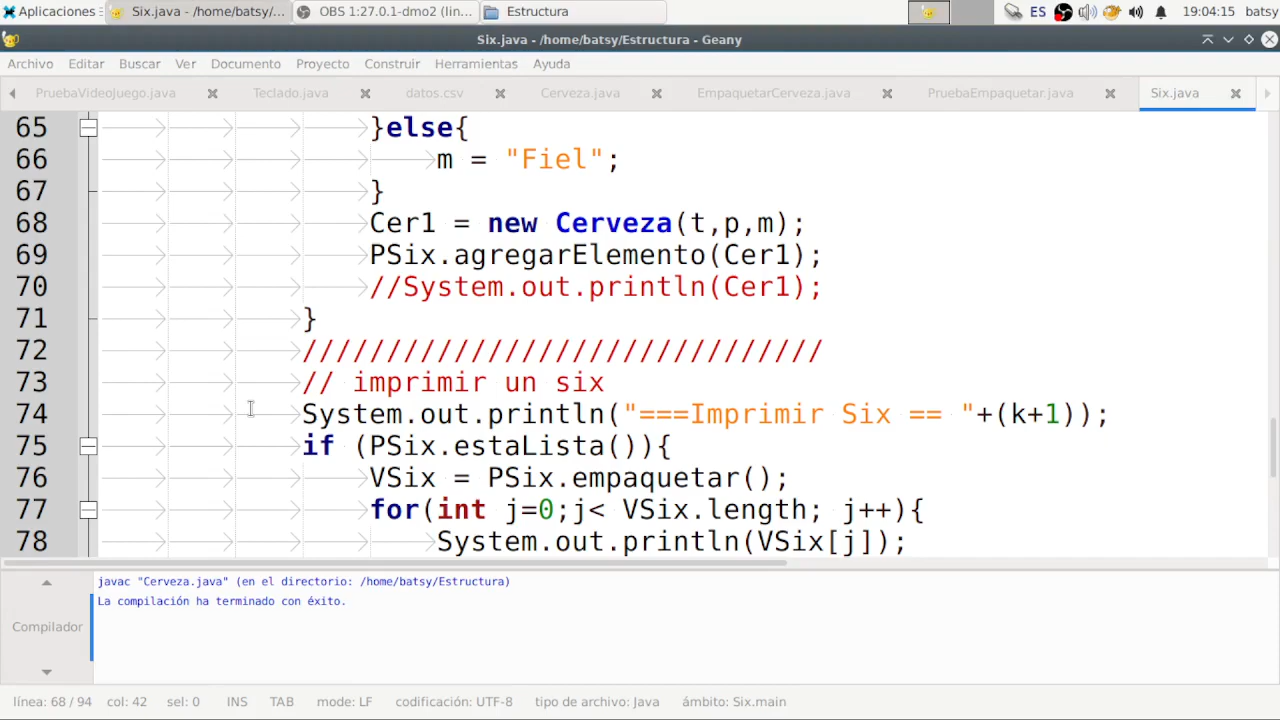 Aplicaciones
Six.java - /home/batsy/...
OBS 1:27.0.1-dmo2 (lin...
Estructura
ES
19:04:15
batsy
Six.java - /home/batsy/Estructura - Geany
Archivo Editar Buscar Ver Documento Proyecto Construir Herramientas Ayuda
PruebaVideoJuego.java Teclado.java datos.csv Cerveza.java EmpaquetarCerveza.java PruebaEmpaquetar.java Six.java
65 }else{
66 m = "Fiel";
67 }
68 Cer1 = new Cerveza(t,p,m);
69 PSix.agregarElemento(Cer1);
70 //System.out.println(Cer1);
71 }
72 ///////////////////////////////
73 // imprimir un six
74 System.out.println("===Imprimir Six == "+(k+1));
75 if (PSix.estaLista()){
76 VSix = PSix.empaquetar();
77 for(int j=0;j< VSix.length; j++){
78 System.out.println(VSix[j]);
javac "Cerveza.java" (en el directorio: /home/batsy/Estructura)
La compilación ha terminado con éxito.
Compilador
línea: 68 / 94 col: 42 sel: 0 INS TAB mode: LF codificación: UTF-8 tipo de archivo: Java ámbito: Six.main